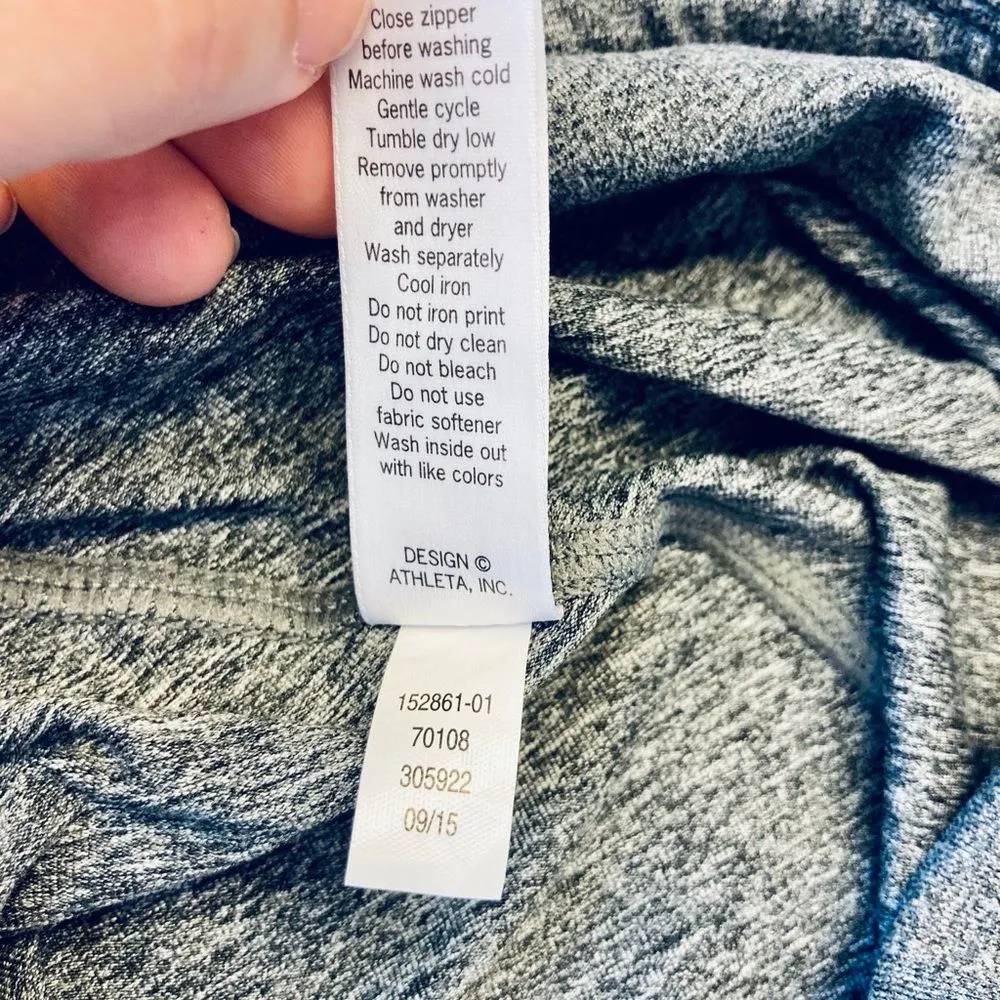 Close zipper
before washing
Machine wash cold
Gentle cycle
Tumble dry low
Remove promptly
from washer
and dryer
Wash separately
Cool iron
Do not iron print
Do not dry clean
Do not bleach
Do not use
fabric softener
Wash inside out
with like colors
DESIGN ©
ATHLETA, INC.
152861-01
70108
305922
09/15